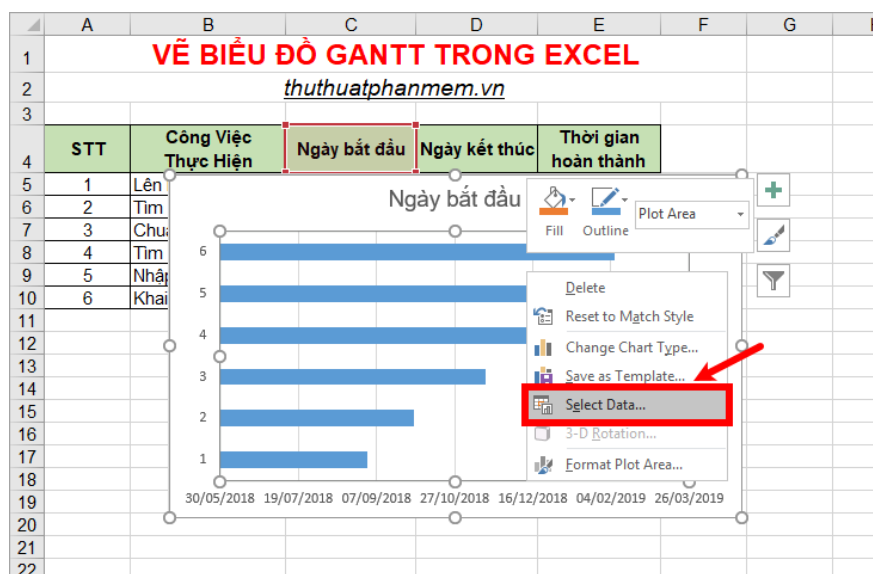 A B C D E F G
1 VẼ BIỂU ĐỒ GANTT TRONG EXCEL
2 thuthuatphanmem.vn
3
4 STT Công Việc Thực Hiện Ngày bắt đầu Ngày kết thúc Thời gian hoàn thành
5 1 Lên
6 2 Tìm
7 3
8 4 Tìm
9 5 Nhập
10 6 Khai
11
12
13
14
15
16
17
18
19
20
21
22
Ngày bắt đầu
6
5
4
3
2
1
30/05/2018 19/07/2018 07/09/2018 27/10/2018 16/12/2018 04/02/2019 26/03/2019
Fill Outline Plot Area
Delete
Reset to Match Style
Change Chart Type...
Save as Template...
Select Data...
3-D Rotation...
Format Plot Area...